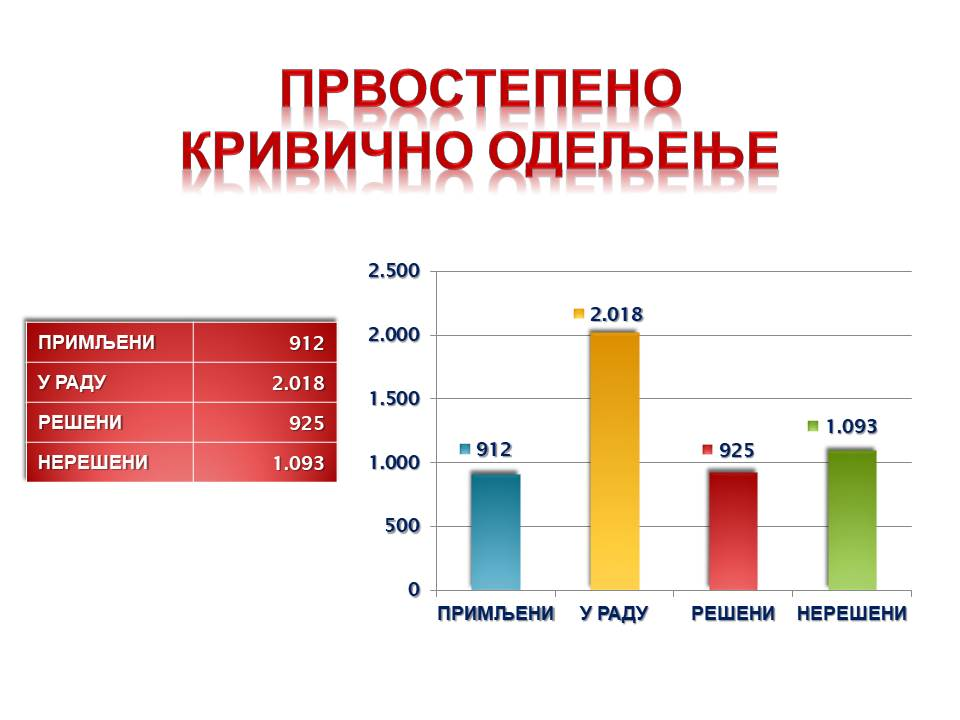 ПРВОСТЕПЕНО
КРИВИЧНО ОДЕЉЕЊЕ
ПРИМЉЕНИ 912
У РАДУ 2.018
РЕШЕНИ 925
НЕРЕШЕНИ 1.093
2.500
2.000
1.500
1.000
500
0
912
2.018
925
1.093
ПРИМЉЕНИ У РАДУ РЕШЕНИ НЕРЕШЕНИ